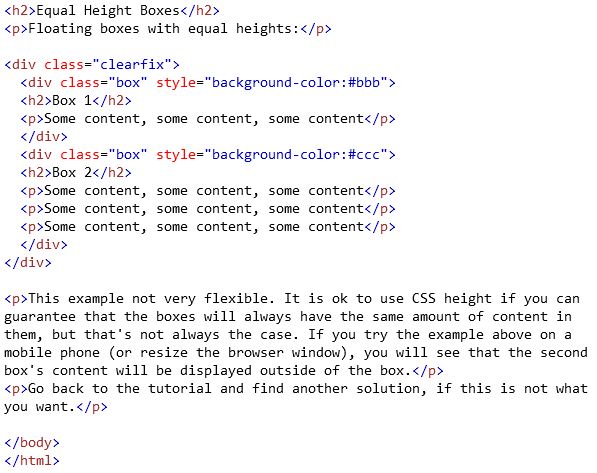 <h2>Equal Height Boxes</h2>
<p>Floating boxes with equal heights:</p>
<div class="clearfix">
<div class="box" style="background-color:#bbb">
<h2>Box 1</h2>
<p>Some content, some content, some content</p>
</div>
<div class="box" style="background-color:#ccc">
<h2>Box 2</h2>
<p>Some content, some content, some content</p>
<p>Some content, some content, some content</p>
<p>Some content, some content, some content</p>
</div>
</div>
<p>This example not very flexible. It is ok to use CSS height if you can
guarantee that the boxes will always have the same amount of content in
them, but that's not always the case. If you try the example above on a
mobile phone (or resize the browser window), you will see that the second
box's content will be displayed outside of the box.</p>
<p>Go back to the tutorial and find another solution, if this is not what
you want.</p>
</body>
</html>